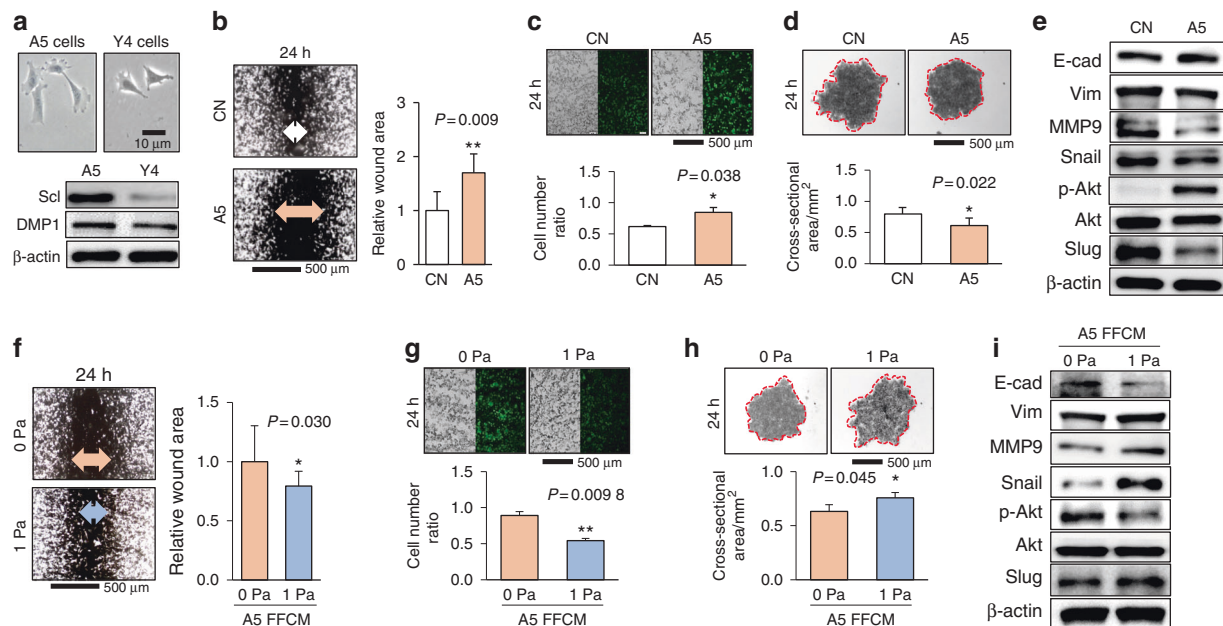 a
A5 cells Y4 cells
10 μm
A5 Y4
Scl
DMP1
β-actin
b
24 h
CN
A5
500 μm
Relative wound area
3
2
1
0
P = 0.009
**
CN A5
c
CN A5
24 h
500 μm
Cell number
ratio
1.5
1.0
0.5
0.0
P = 0.038
*
CN A5
d
CN A5
24 h
500 μm
Cross-sectional
area/mm²
1.5
1.0
0.5
0.0
P = 0.022
*
CN A5
e
CN A5
E-cad
Vim
MMP9
Snail
p-Akt
Akt
Slug
β-actin
f
24 h
0 Pa
1 Pa
500 μm
Relative wound area
1.5
1.0
0.5
0.0
P = 0.030
*
0 Pa 1 Pa
A5 FFCM
g
0 Pa 1 Pa
24 h
500 μm
Cell number
ratio
1.5
1.0
0.5
0.0
P = 0.009 8
**
0 Pa 1 Pa
A5 FFCM
h
0 Pa 1 Pa
24 h
500 μm
Cross-sectional
area/mm²
1.0
0.5
0.0
P = 0.045
*
0 Pa 1 Pa
A5 FFCM
i
A5 FFCM
0 Pa 1 Pa
E-cad
Vim
MMP9
Snail
p-Akt
Akt
Slug
β-actin